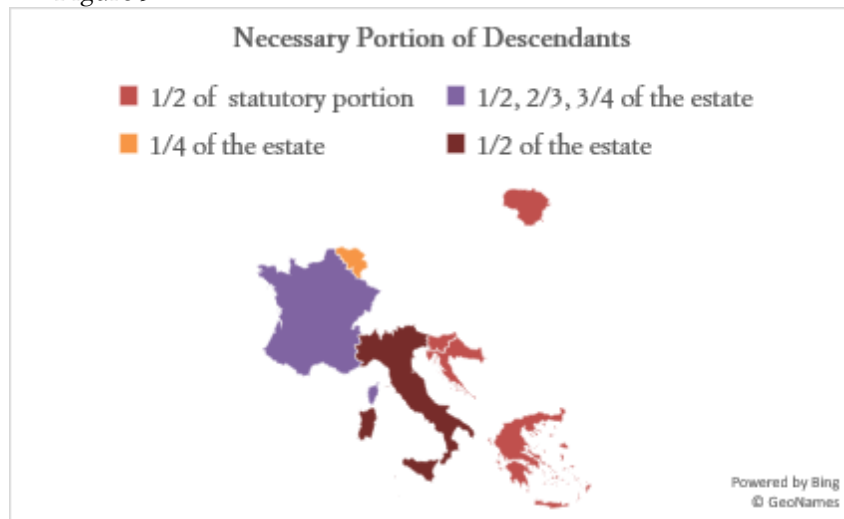 Necessary Portion of Descendants
1/2 of statutory portion
1/2, 2/3, 3/4 of the estate
1/4 of the estate
1/2 of the estate
Powered by Bing
© GeoNames